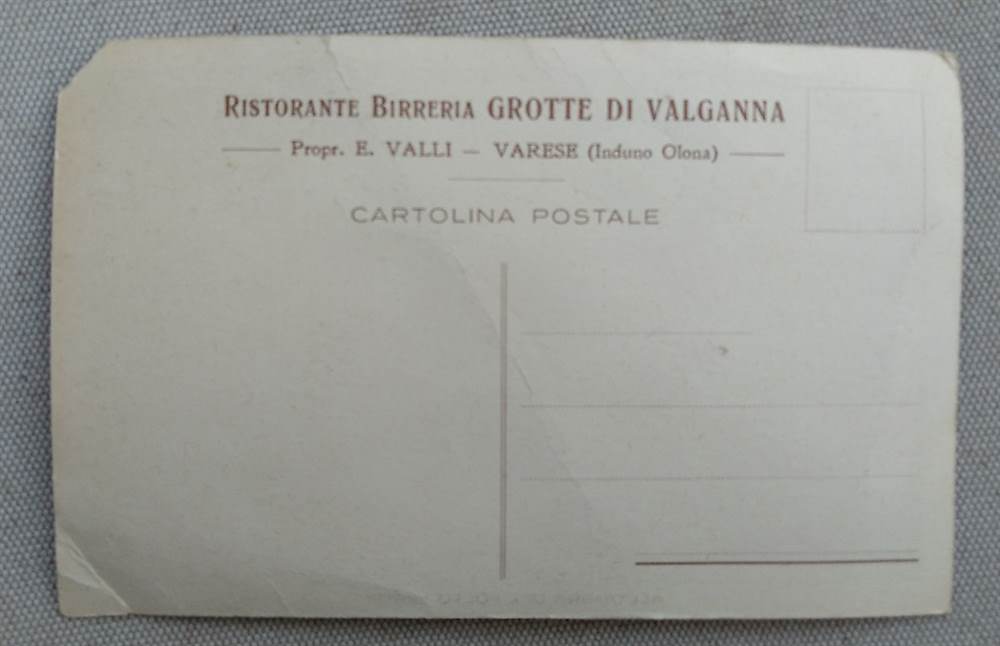 RISTORANTE BIRRERIA GROTTE DI VALGANNA
Propr. E. VALLI — VARESE (Induno Olona)
CARTOLINA POSTALE